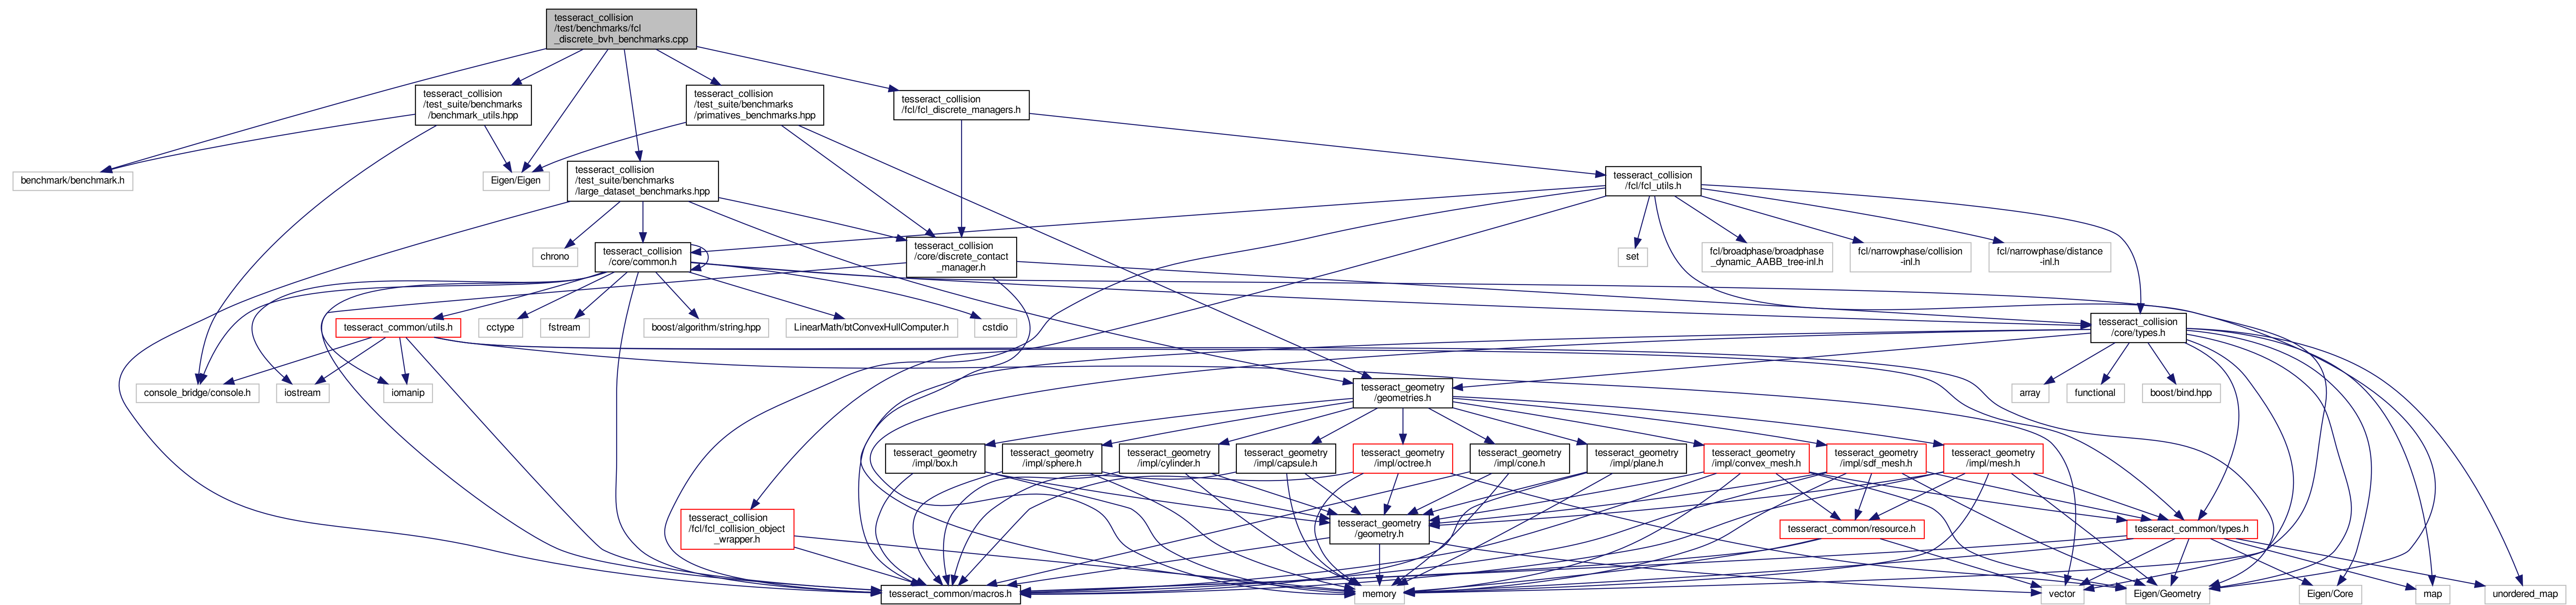 tesseract_collision
/test/benchmarks/fcl
_discrete_bvh_benchmarks.cpp
tesseract_collision
/test_suite/benchmarks
/benchmark_utils.hpp
tesseract_collision
/test_suite/benchmarks
/primatives_benchmarks.hpp
tesseract_collision
/fcl/fcl_discrete_managers.h
benchmark/benchmark.h
Eigen/Eigen
tesseract_collision
/test_suite/benchmarks
/large_dataset_benchmarks.hpp
tesseract_collision
/fcl/fcl_utils.h
chrono
tesseract_collision
/core/common.h
tesseract_collision
/core/discrete_contact
_manager.h
set
fcl/broadphase/broadphase
_dynamic_AABB_tree-inl.h
fcl/narrowphase/collision
-inl.h
fcl/narrowphase/distance
-inl.h
tesseract_common/utils.h
cctype
fstream
boost/algorithm/string.hpp
LinearMath/btConvexHullComputer.h
cstdio
tesseract_collision
/core/types.h
console_bridge/console.h
iostream
iomanip
tesseract_geometry
/geometries.h
array
functional
boost/bind.hpp
tesseract_geometry
/impl/box.h
tesseract_geometry
/impl/sphere.h
tesseract_geometry
/impl/cylinder.h
tesseract_geometry
/impl/capsule.h
tesseract_geometry
/impl/octree.h
tesseract_geometry
/impl/cone.h
tesseract_geometry
/impl/plane.h
tesseract_geometry
/impl/convex_mesh.h
tesseract_geometry
/impl/sdf_mesh.h
tesseract_geometry
/impl/mesh.h
tesseract_collision
/fcl/fcl_collision_object
_wrapper.h
tesseract_geometry
/geometry.h
tesseract_common/resource.h
tesseract_common/types.h
tesseract_common/macros.h
memory
vector
Eigen/Geometry
Eigen/Core
map
unordered_map